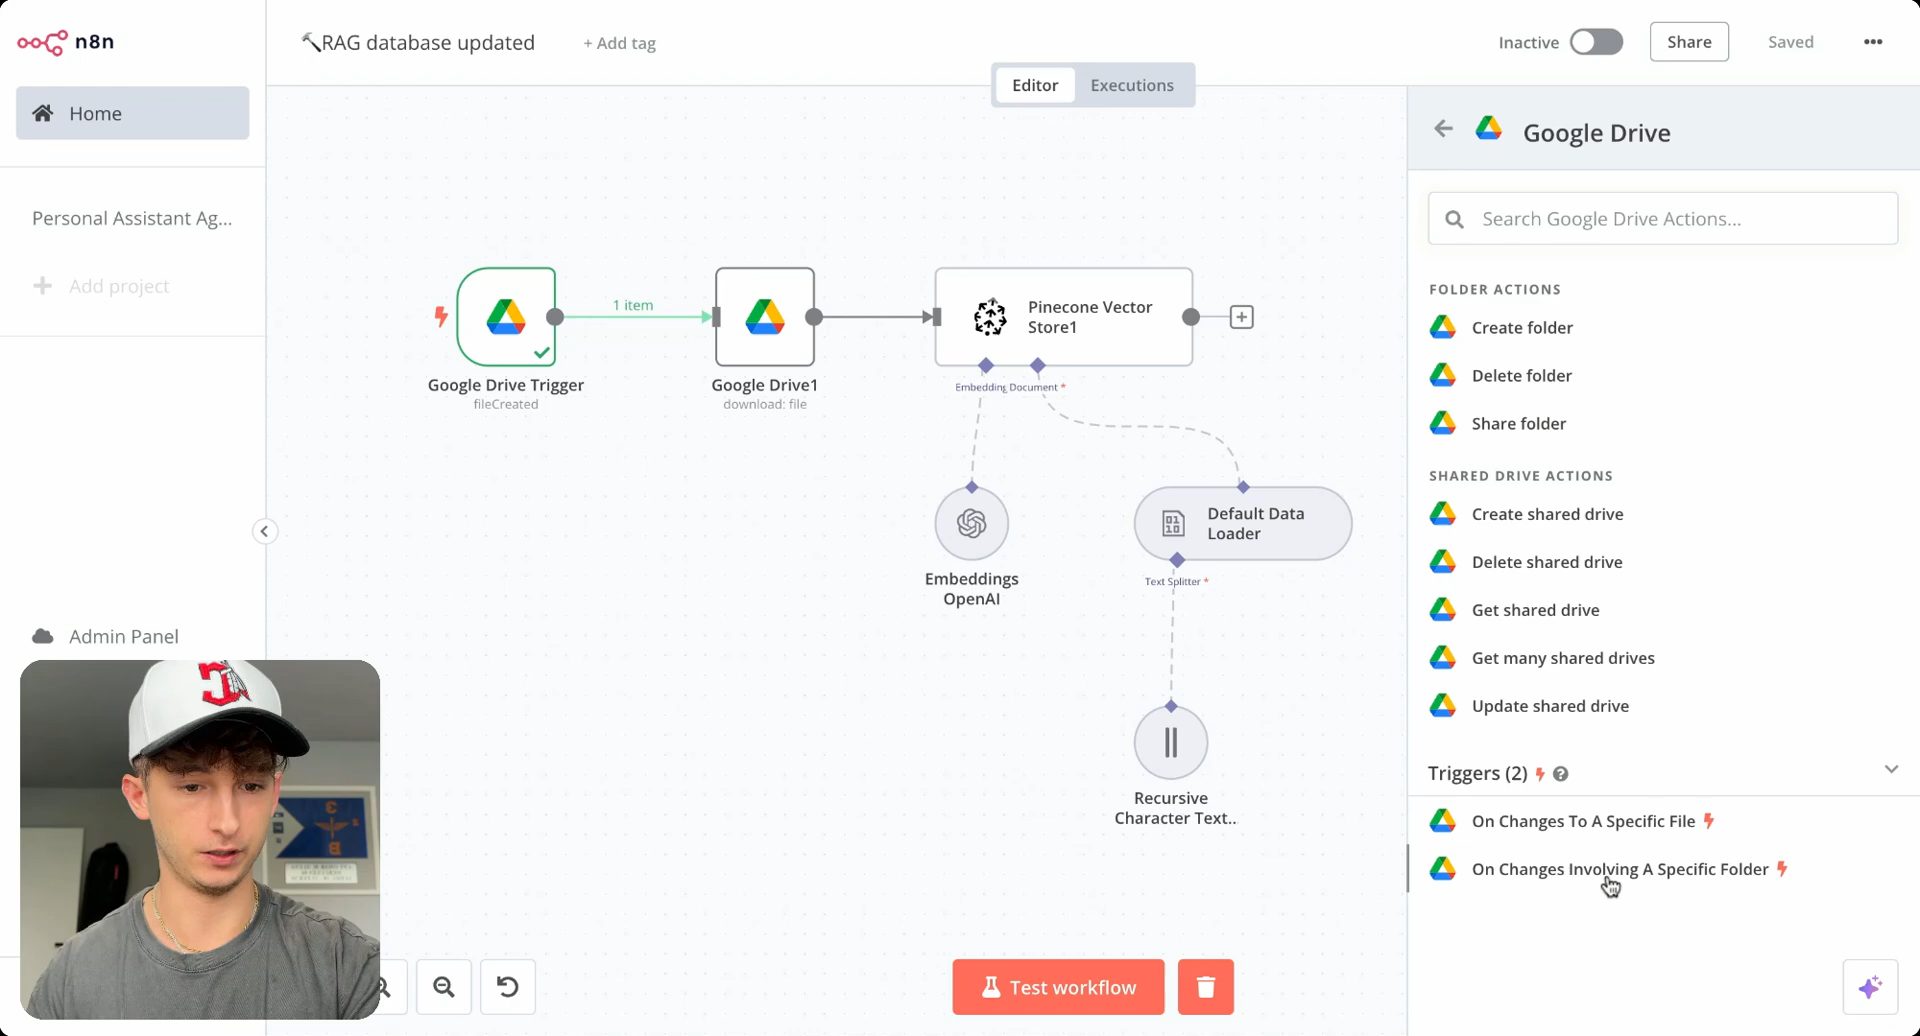 n8n
🔨RAG database updated
+ Add tag
Inactive
Share
Saved
Home
Editor
Executions
Google Drive
Personal Assistant Ag...
Search Google Drive Actions...
Add project
FOLDER ACTIONS
Create folder
Delete folder
Share folder
SHARED DRIVE ACTIONS
Create shared drive
Delete shared drive
Get shared drive
Get many shared drives
Update shared drive
Triggers (2)
On Changes To A Specific File
On Changes Involving A Specific Folder
1 item
Google Drive Trigger
fileCreated
Google Drive1
download: file
Pinecone Vector
Store1
Embedding
Document *
Embeddings
OpenAI
Default Data
Loader
Text Splitter *
Recursive
Character Text..
Admin Panel
C
Test workflow